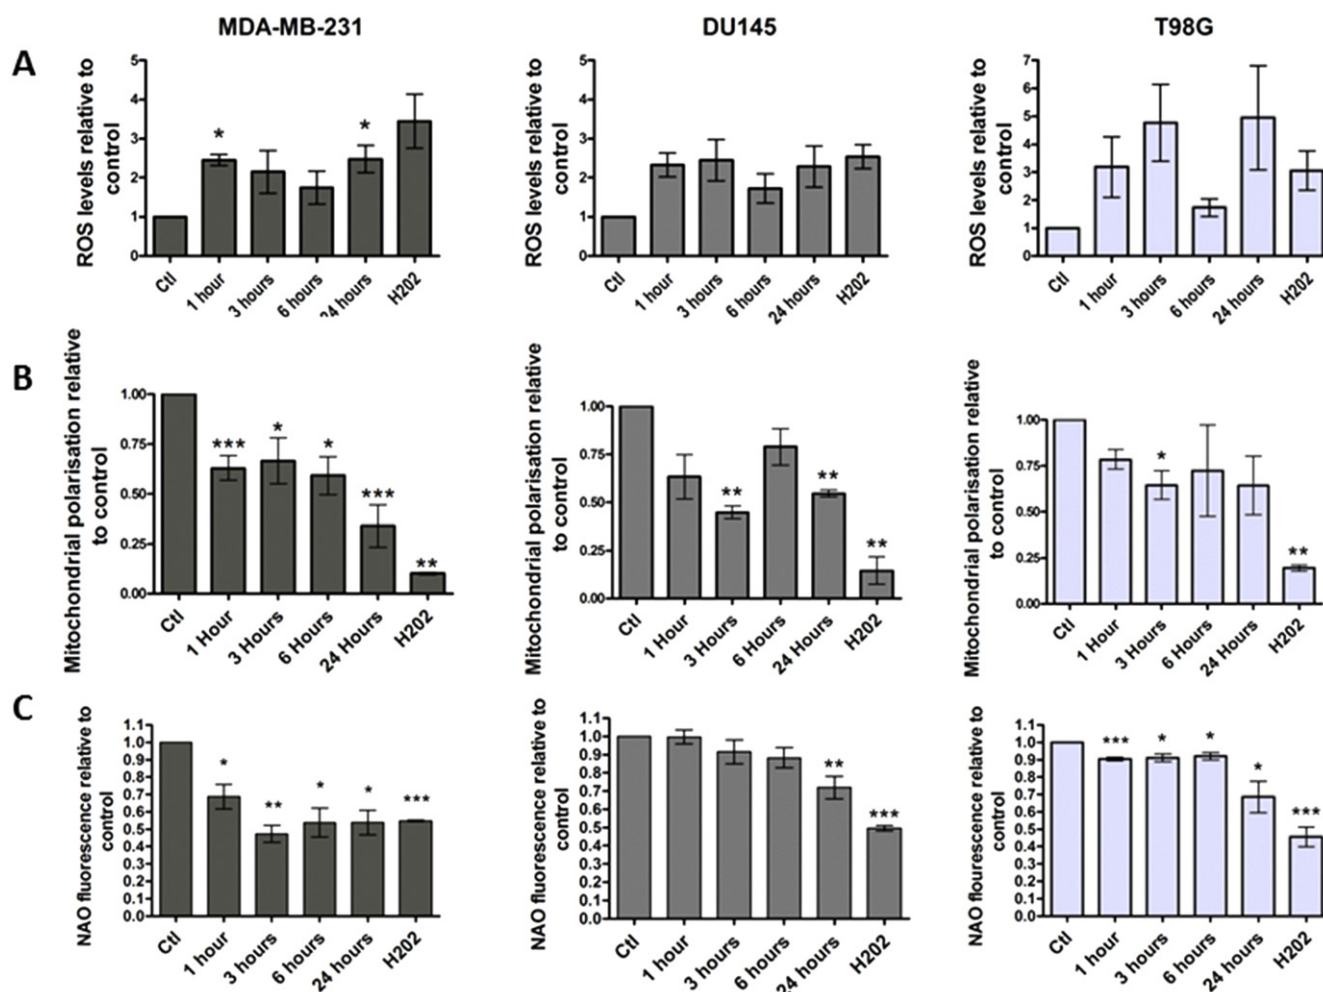 MDA-MB-231 DU145 T98G
A
ROS levels relative to
control
5
4
3
2
1
0
Ctl 1 hour 3 hours 6 hours 24 hours H202
*
*
ROS levels relative to
control
5
4
3
2
1
0
Ctl 1 hour 3 hours 6 hours 24 hours H202
ROS levels relative to
control
7
6
5
4
3
2
1
0
Ctl 1 hour 3 hours 6 hours 24 hours H202
B
Mitochondrial polarisation relative
to control
1.00
0.75
0.50
0.25
0.00
*** * * *** **
Ctl 1 Hour 3 Hours 6 Hours 24 Hours H202
Mitochondrial polarisation relative
to control
1.00
0.75
0.50
0.25
0.00
** ** **
Ctl 1 Hour 3 Hours 6 Hours 24 Hours H202
Mitochondrial polarisation relative
to control
1.00
0.75
0.50
0.25
0.00
* **
Ctl 1 Hour 3 Hours 6 Hours 24 Hours H202
C
NAO fluorescence relative to
control
1.1
1.0
0.9
0.8
0.7
0.6
0.5
0.4
0.3
0.2
0.1
0.0
* ** * * ***
Ctl 1 hour 3 hours 6 hours 24 hours H202
NAO fluorescence relative to
control
1.1
1.0
0.9
0.8
0.7
0.6
0.5
0.4
0.3
0.2
0.1
0.0
** ***
Ctl 1 hour 3 hours 6 hours 24 hours H202
NAO flourescence relative to
control
1.1
1.0
0.9
0.8
0.7
0.6
0.5
0.4
0.3
0.2
0.1
0.0
*** * * * ***
Ctl 1 hour 3 hours 6 hours 24 hours H202